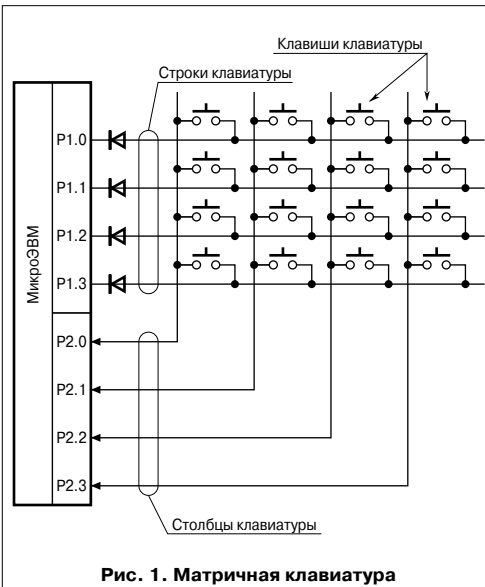 Клавиши клавиатуры
Строки клавиатуры
P1.0
P1.1
P1.2
P1.3
МикроЭВМ
P2.0
P2.1
P2.2
P2.3
Столбцы клавиатуры
Рис. 1. Матричная клавиатура